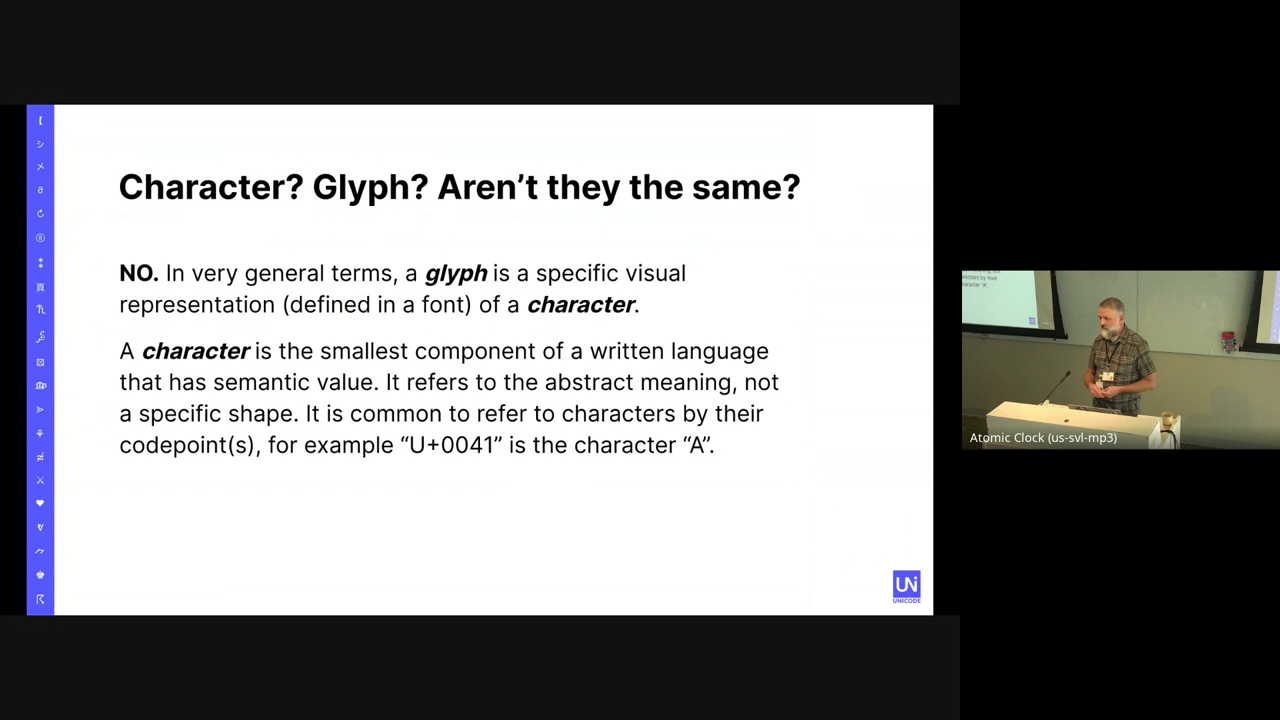 Character? Glyph? Aren’t they the same?
NO. In very general terms, a glyph is a specific visual
representation (defined in a font) of a character.
A character is the smallest component of a written language
that has semantic value. It refers to the abstract meaning, not
a specific shape. It is common to refer to characters by their
codepoint(s), for example “U+0041” is the character “A”.
UNi
UNICODE
Atomic Clock (us-svl-mp3)